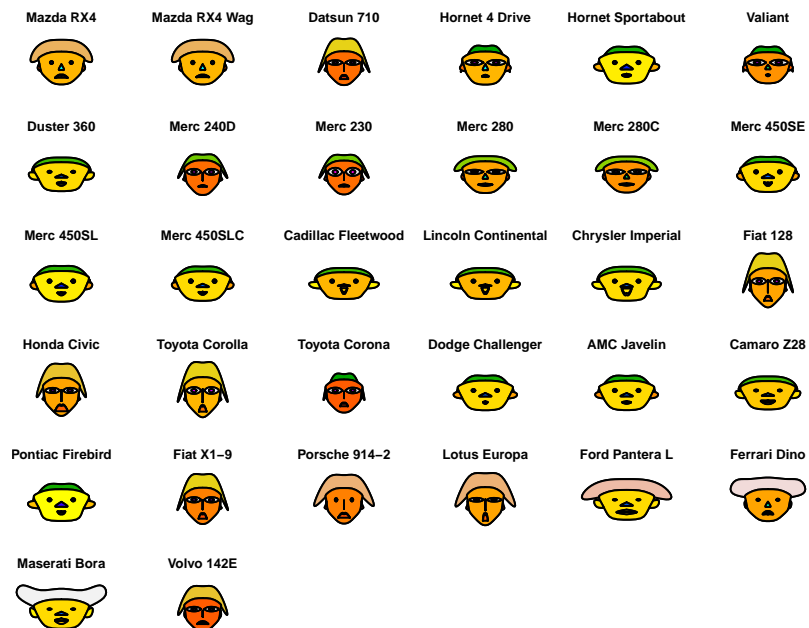 Mazda RX4 Mazda RX4 Wag Datsun 710 Hornet 4 Drive Hornet Sportabout Valiant
Duster 360 Merc 240D Merc 230 Merc 280 Merc 280C Merc 450SE
Merc 450SL Merc 450SLC Cadillac Fleetwood Lincoln Continental Chrysler Imperial Fiat 128
Honda Civic Toyota Corolla Toyota Corona Dodge Challenger AMC Javelin Camaro Z28
Pontiac Firebird Fiat X1−9 Porsche 914−2 Lotus Europa Ford Pantera L Ferrari Dino
Maserati Bora Volvo 142E